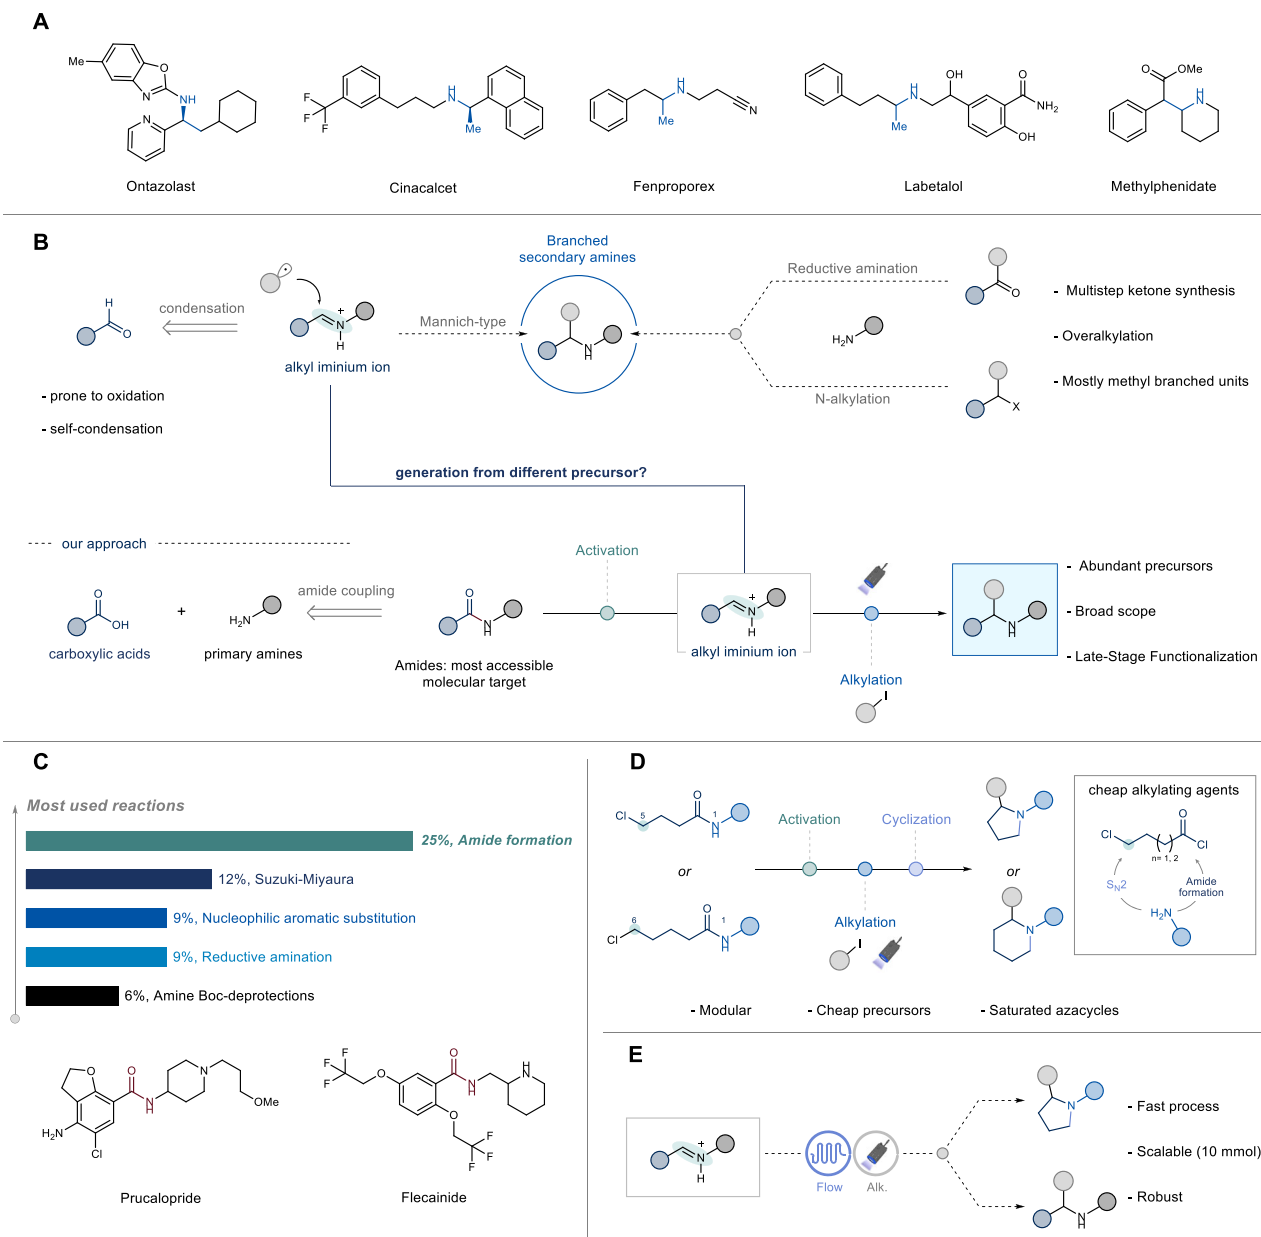 A
Me
O
N
NH
N
Ontazolast
F
F
F
H
N
Me
Cinacalcet
H
N
Me
N
Fenproporex
H
N
Me
OH
O
NH2
OH
Labetalol
O
OMe
H
N
Methylphenidate
B
H
O
- prone to oxidation
- self-condensation
condensation
+
N
H
alkyl iminium ion
Mannich-type
Branched
secondary amines
N
H
Reductive amination
H2N
N-alkylation
O
X
- Multistep ketone synthesis
- Overalkylation
- Mostly methyl branched units
generation from different precursor?
our approach
O
OH
carboxylic acids
+
H2N
primary amines
amide coupling
O
N
H
Amides: most accessible
molecular target
Activation
+
N
H
alkyl iminium ion
Alkylation
I
N
H
- Abundant precursors
- Broad scope
- Late-Stage Functionalization
C
Most used reactions
25%, Amide formation
12%, Suzuki-Miyaura
9%, Nucleophilic aromatic substitution
9%, Reductive amination
6%, Amine Boc-deprotections
O
O
N
H
N
OMe
H2N
Cl
Prucalopride
F
F
F
O
O
N
H
H
N
O
F
F
F
Flecainide
D
Cl
5
O
1
N
H
or
Cl
6
O
1
N
H
Activation
Cyclization
Alkylation
I
N
or
N
cheap alkylating agents
Cl
O
Cl
n= 1, 2
SN2
Amide
formation
H2N
- Modular
- Cheap precursors
- Saturated azacycles
E
+
N
H
Flow
Alk.
N
N
H
- Fast process
- Scalable (10 mmol)
- Robust